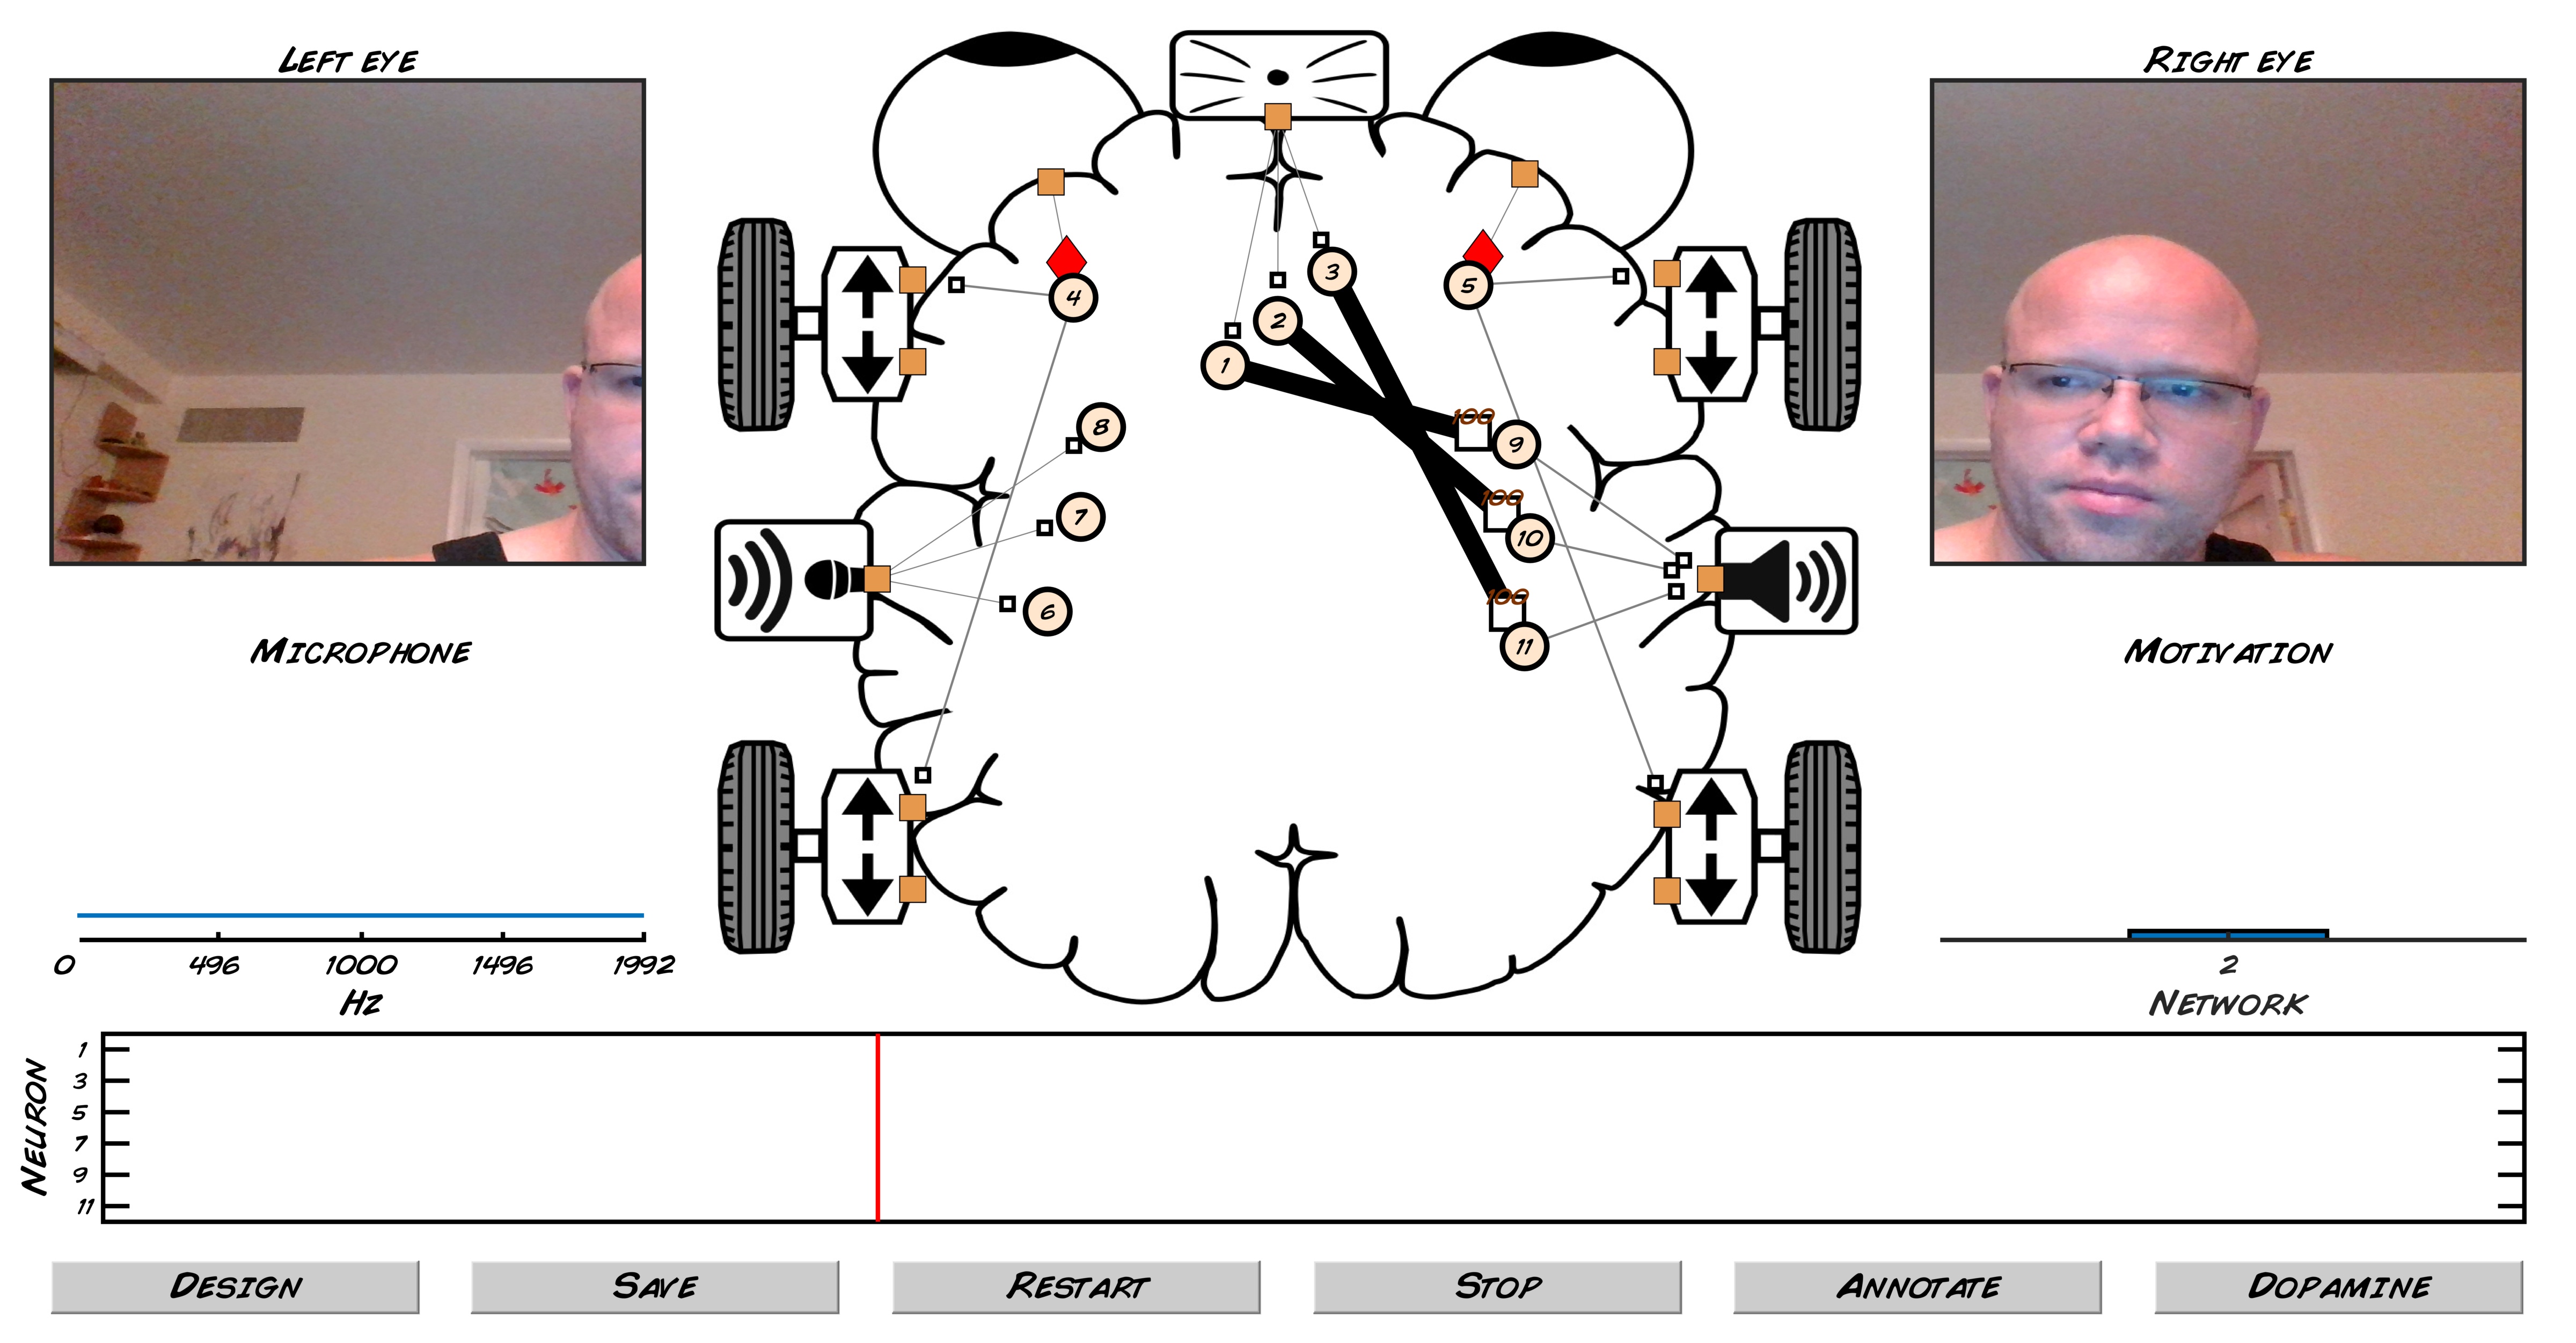 LEFT EYE
RIGHT EYE
3
4
5
2
1
100
8
9
100
7
10
100
6
11
MICROPHONE
MOTIVATION
0 496 1000 1496 1992
Hz
2
NETWORK
NEURON
1
3
5
7
9
11
DESIGN
SAVE
RESTART
STOP
ANNOTATE
DOPAMINE